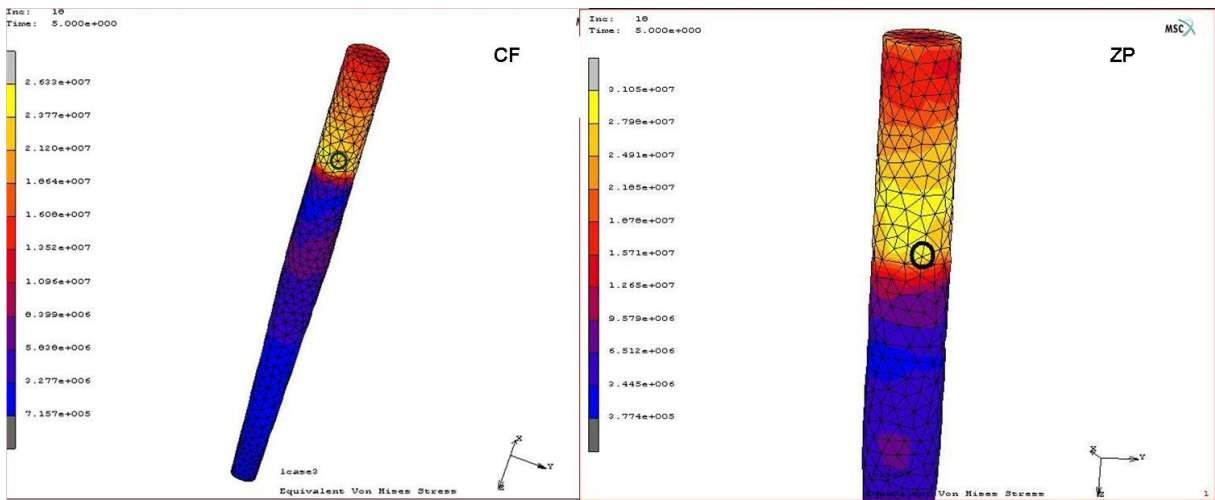 Inc: 10
Time: 5.000e+000
CF
2.633e+007
2.377e+007
2.120e+007
1.864e+007
1.608e+007
1.352e+007
1.096e+007
8.399e+006
5.838e+006
3.277e+006
7.157e+005
lcase3
Equivalent Von Mises Stress
X
Y
Z
Inc: 10
Time: 5.000e+000
MSC
ZP
3.105e+007
2.798e+007
2.491e+007
2.185e+007
1.878e+007
1.571e+007
1.265e+007
9.579e+006
6.512e+006
3.445e+006
3.774e+005
Von Mises Stress
X
Y
Z
1